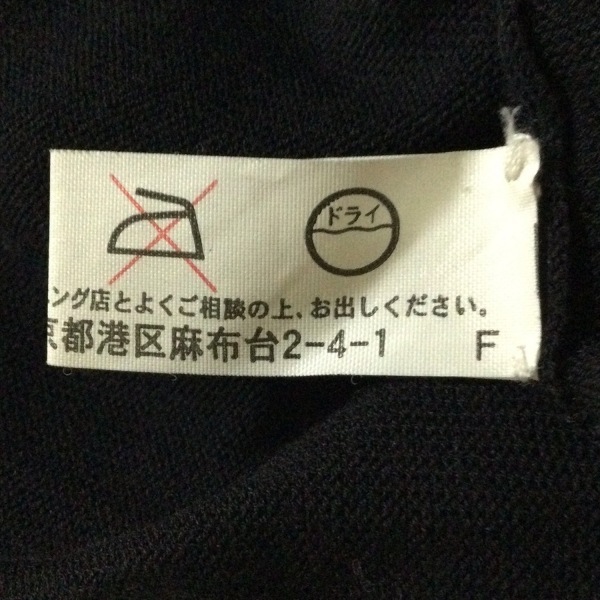 ドライ
ング店とよくご相談の上、お出しください。
京都港区麻布台2-4-1 F